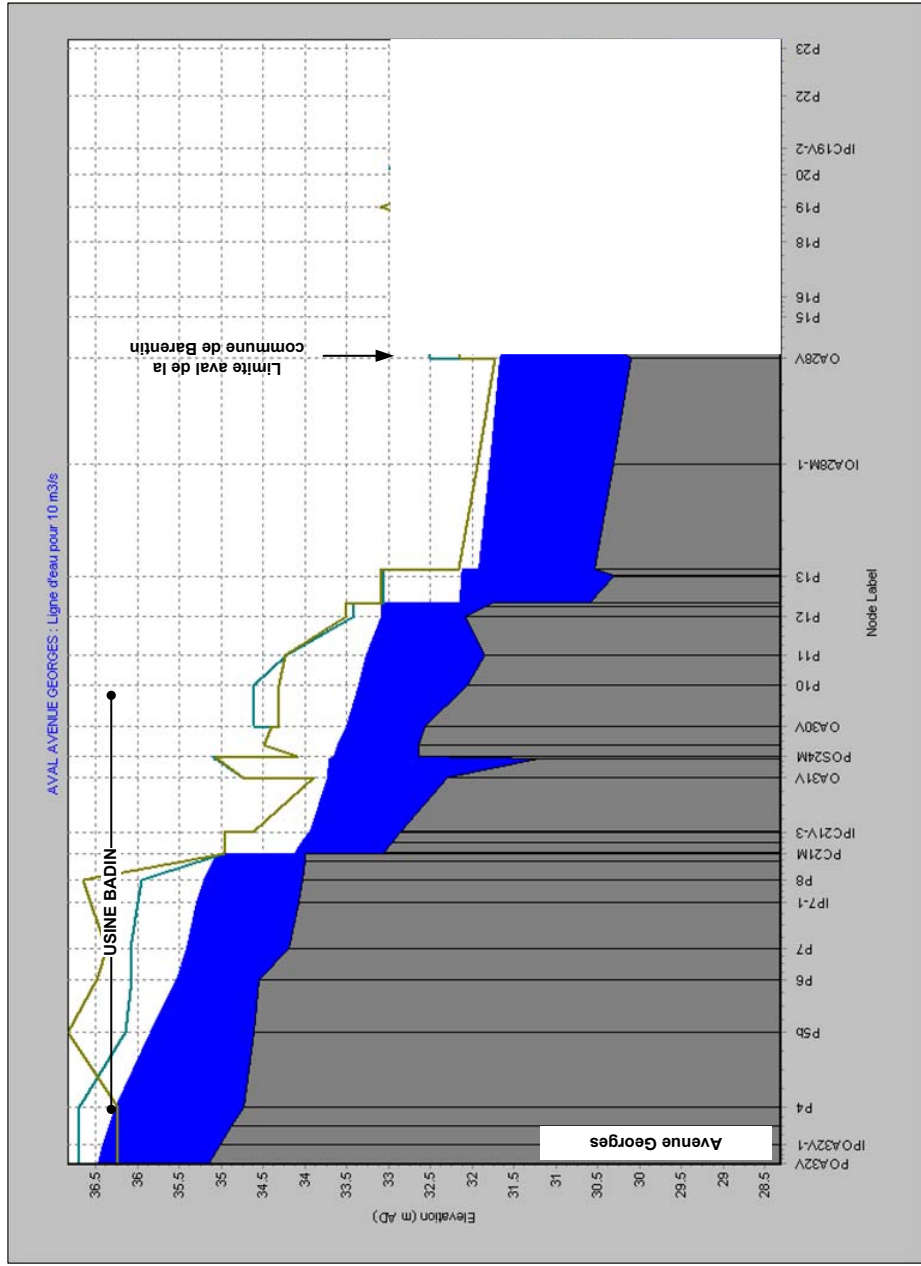 AVAL AVENUE GEORGES : Ligne d'eau pour 10 m3/s
36.5
36
35.5
35
34.5
34
33.5
33
32.5
32
31.5
31
30.5
30
29.5
29
28.5
Elevation (m AD)
USINE BADIN
Limite aval de la
commune de Barentin
Avenue Georges
POA32V
IPOA32V-1
P4
P5b
P6
P7
IP7-1
P8
PC21M
IPC21V-3
OA31V
POS24M
OA30V
P10
P11
P12
P13
IOA28M-1
OA28V
P15
P16
P18
P19
P20
IPC19V-2
P22
P23
Node Label